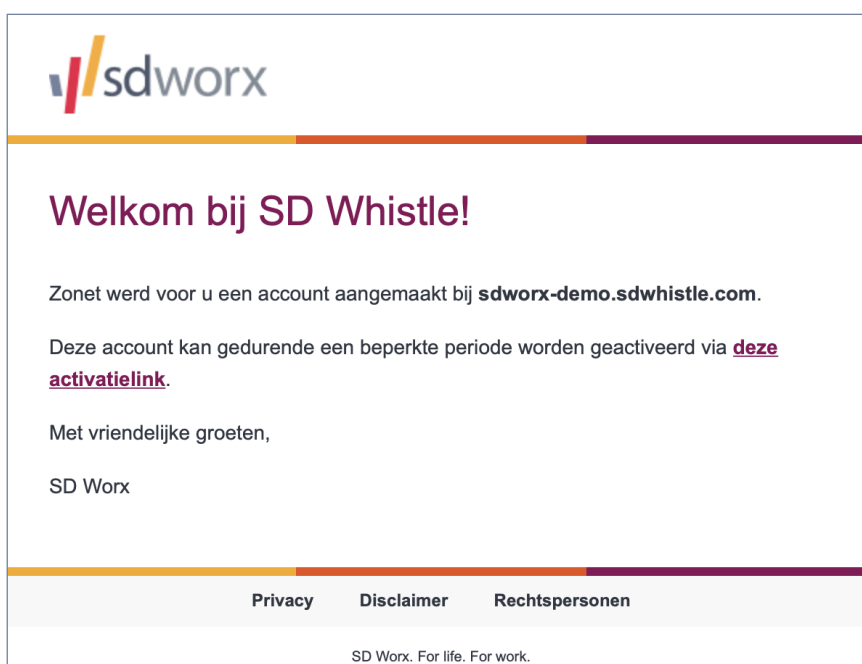 sdworx
Welkom bij SD Whistle!
Zonet werd voor u een account aangemaakt bij sdworx-demo.sdwhistle.com.
Deze account kan gedurende een beperkte periode worden geactiveerd via deze
activatielink.
Met vriendelijke groeten,
SD Worx
Privacy Disclaimer Rechtspersonen
SD Worx. For life. For work.